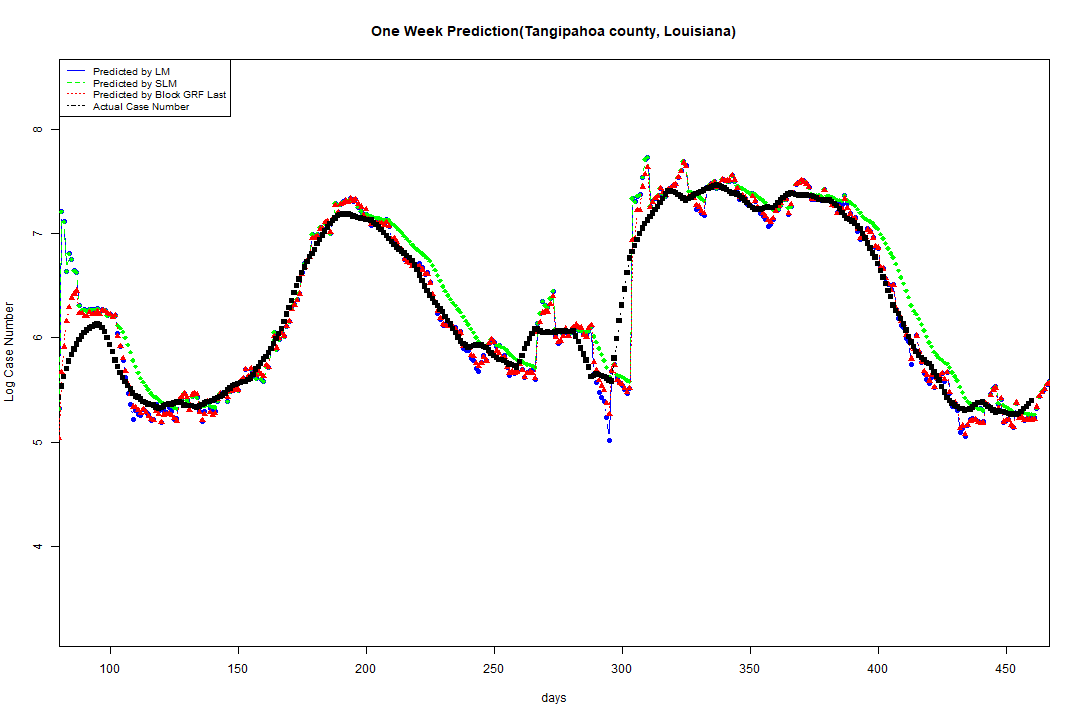 One Week Prediction(Tangipahoa county, Louisiana)
Predicted by LM
Predicted by SLM
Predicted by Block GRF Last
Actual Case Number
8
7
6
5
4
Log Case Number
100 150 200 250 300 350 400 450
days